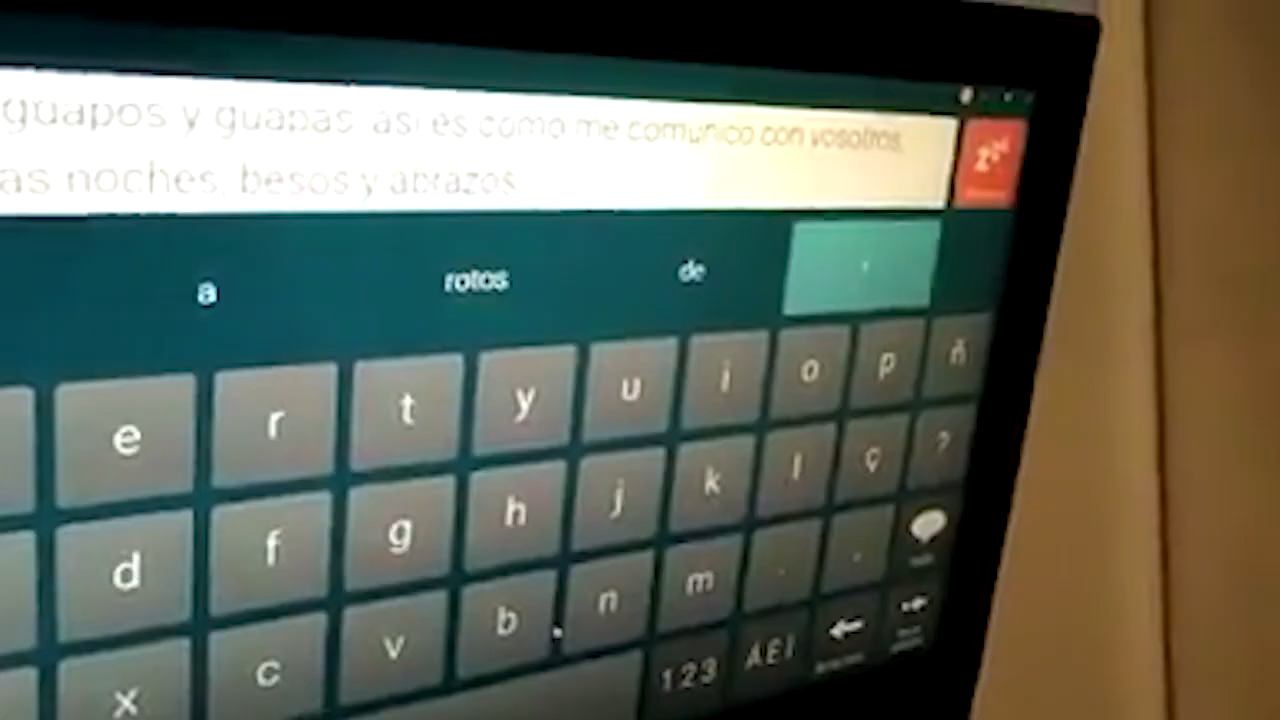 guapos y guapas así es como me comunico con vosotros,
as noches, besos y abrazos
a rotos de
e r t y u i o p ñ
d f g h j k l ç ?
x c v b n m
123 AEI